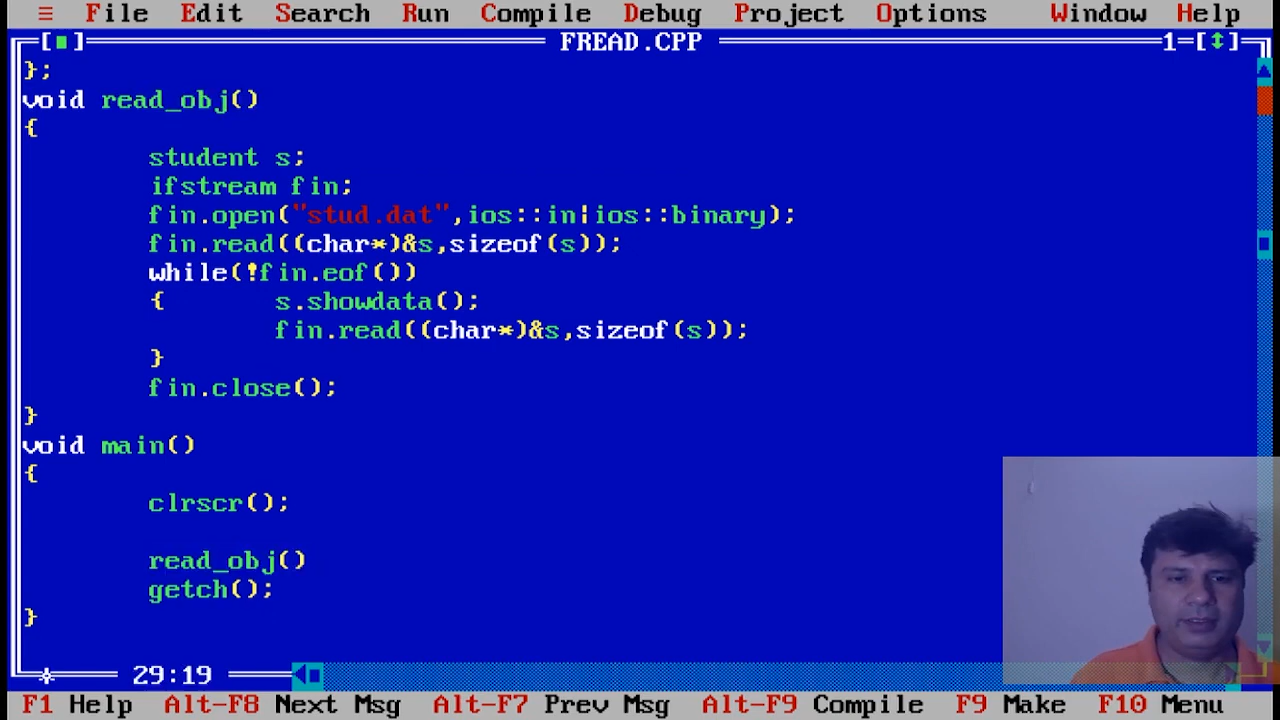 ≡ File Edit Search Run Compile Debug Project Options Window Help
[■] FREAD.CPP 1=[↕]
};
void read_obj()
{
student s;
ifstream fin;
fin.open("stud.dat",ios::in|ios::binary);
fin.read((char*)&s,sizeof(s));
while(!fin.eof())
{ s.showdata();
fin.read((char*)&s,sizeof(s));
}
fin.close();
}
void main()
{
clrscr();
read_obj()
getch();
}
29:19
F1 Help Alt-F8 Next Msg Alt-F7 Prev Msg Alt-F9 Compile F9 Make F10 Menu